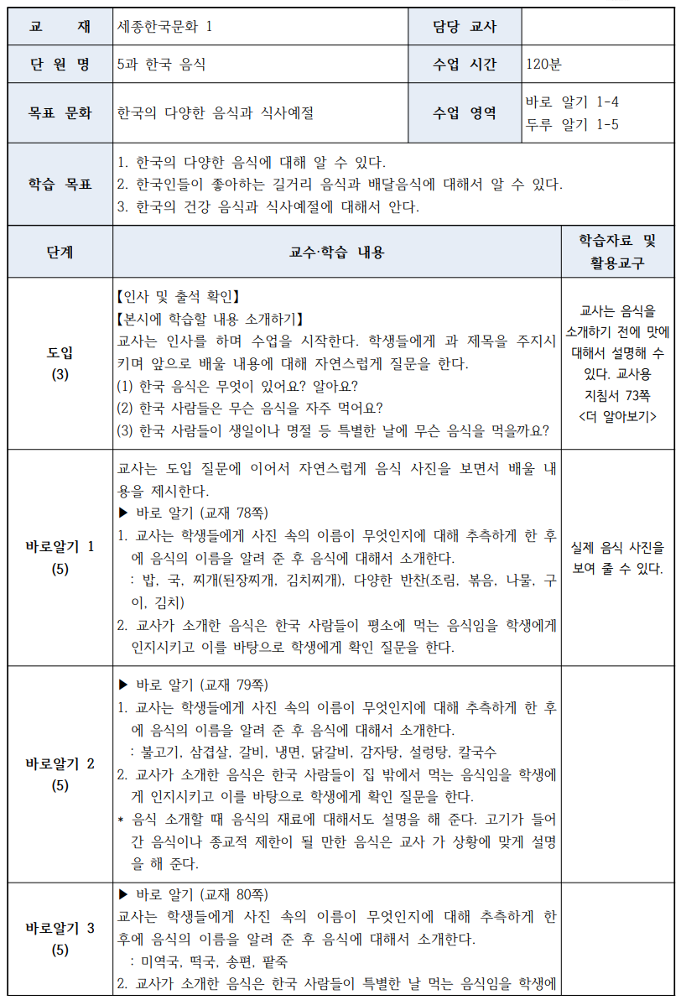 교 재 세종한국문화 1 담당 교사
단 원 명 5과 한국 음식 수업 시간 120분
목표 문화 한국의 다양한 음식과 식사예절 수업 영역 바로 알기 1-4
두루 알기 1-5
학습 목표
1. 한국의 다양한 음식에 대해 알 수 있다.
2. 한국인들이 좋아하는 길거리 음식과 배달음식에 대해서 알 수 있다.
3. 한국의 건강 음식과 식사예절에 대해서 안다.
단계 교수·학습 내용 학습자료 및
활용교구
도입
(3)
【인사 및 출석 확인】
【본시에 학습할 내용 소개하기】
교사는 인사를 하며 수업을 시작한다. 학생들에게 과 제목을 주지시
키며 앞으로 배울 내용에 대해 자연스럽게 질문을 한다.
(1) 한국 음식은 무엇이 있어요? 알아요?
(2) 한국 사람들은 무슨 음식을 자주 먹어요?
(3) 한국 사람들이 생일이나 명절 등 특별한 날에 무슨 음식을 먹을까요?
교사는 음식을
소개하기 전에 맛에
대해서 설명해 수
있다. 교사용
지침서 73쪽
<더 알아보기>
바로알기 1
(5)
교사는 도입 질문에 이어서 자연스럽게 음식 사진을 보면서 배울 내
용을 제시한다.
▶ 바로 알기 (교재 78쪽)
1. 교사는 학생들에게 사진 속의 이름이 무엇인지에 대해 추측하게 한 후
에 음식의 이름을 알려 준 후 음식에 대해서 소개한다.
: 밥, 국, 찌개(된장찌개, 김치찌개), 다양한 반찬(조림, 볶음, 나물, 구
이, 김치)
2. 교사가 소개한 음식은 한국 사람들이 평소에 먹는 음식임을 학생에게
인지시키고 이를 바탕으로 학생에게 확인 질문을 한다.
실제 음식 사진을
보여 줄 수 있다.
바로알기 2
(5)
▶ 바로 알기 (교재 79쪽)
1. 교사는 학생들에게 사진 속의 이름이 무엇인지에 대해 추측하게 한 후
에 음식의 이름을 알려 준 후 음식에 대해서 소개한다.
: 불고기, 삼겹살, 갈비, 냉면, 닭갈비, 감자탕, 설렁탕, 칼국수
2. 교사가 소개한 음식은 한국 사람들이 집 밖에서 먹는 음식임을 학생에
게 인지시키고 이를 바탕으로 학생에게 확인 질문을 한다.
* 음식 소개할 때 음식의 재료에 대해서도 설명을 해 준다. 고기가 들어
간 음식이나 종교적 제한이 될 만한 음식은 교사 가 상황에 맞게 설명
을 해 준다.
바로알기 3
(5)
▶ 바로 알기 (교재 80쪽)
교사는 학생들에게 사진 속의 이름이 무엇인지에 대해 추측하게 한
후에 음식의 이름을 알려 준 후 음식에 대해서 소개한다.
: 미역국, 떡국, 송편, 팥죽
2. 교사가 소개한 음식은 한국 사람들이 특별한 날 먹는 음식임을 학생에